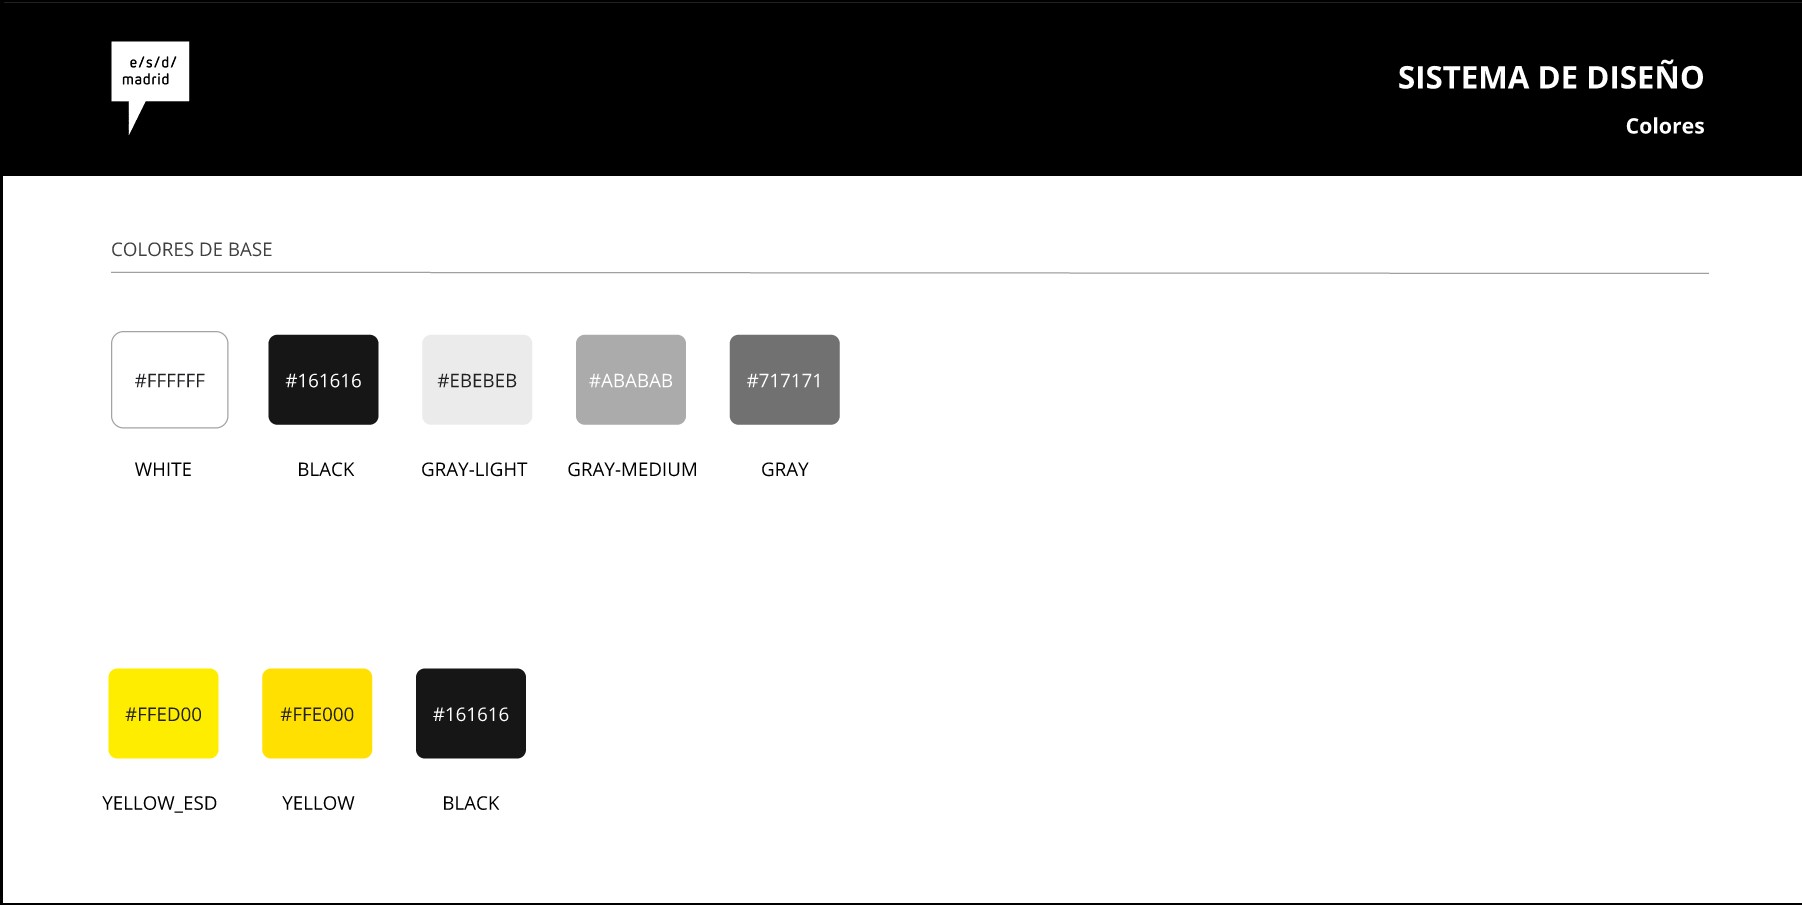 e/s/d/
madrid
SISTEMA DE DISEÑO
Colores
COLORES DE BASE
#FFFFFF #161616 #EBEBEB #ABABAB #717171
WHITE BLACK GRAY-LIGHT GRAY-MEDIUM GRAY
#FFED00 #FFE000 #161616
YELLOW_ESD YELLOW BLACK